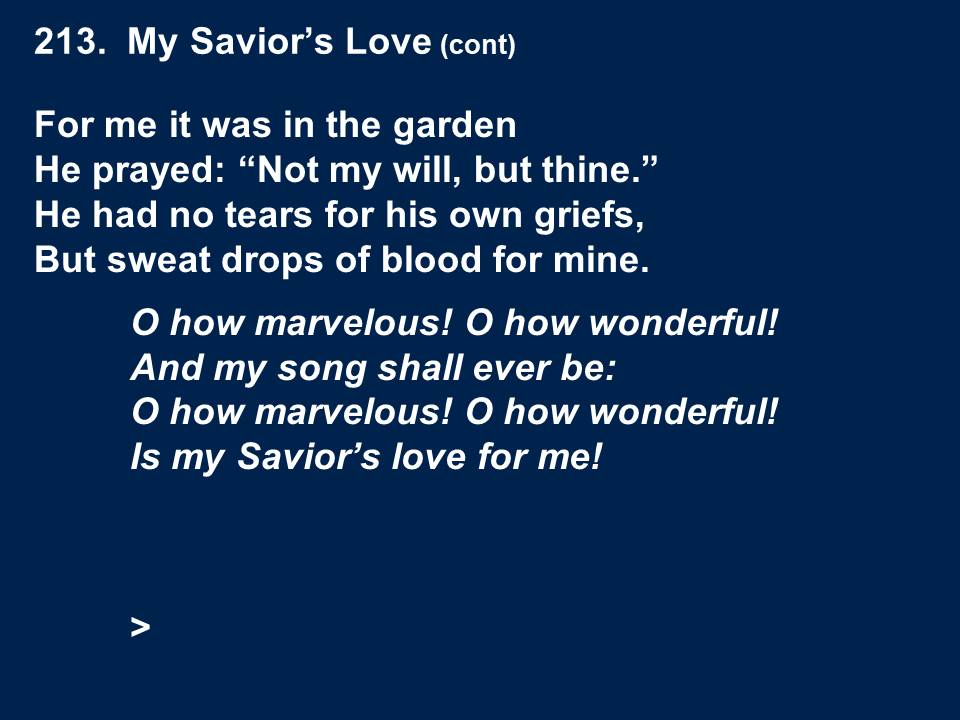 213.  My Savior’s Love (cont)
For me it was in the garden
He prayed: “Not my will, but thine.”
He had no tears for his own griefs,
But sweat drops of blood for mine.
O how marvelous! O how wonderful!
And my song shall ever be:
O how marvelous! O how wonderful!
Is my Savior’s love for me!
>